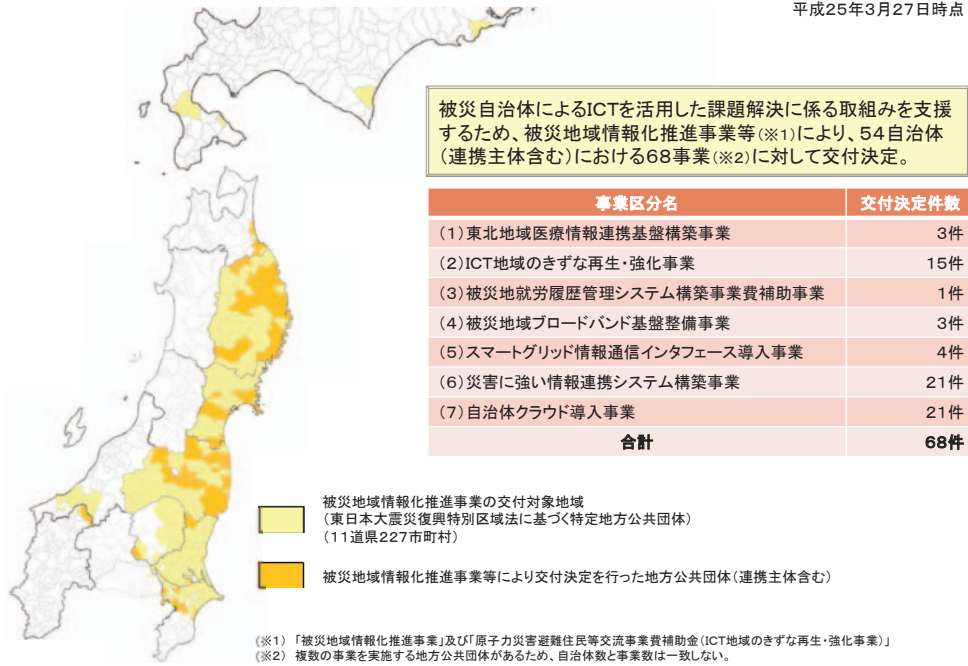 平成25年3月27日時点
被災自治体によるICTを活用した課題解決に係る取組みを支援
するため、被災地域情報化推進事業等(※1)により、54自治体
(連携主体含む)における68事業(※2)に対して交付決定。
事業区分名 交付決定件数
(1)東北地域医療情報連携基盤構築事業 3件
(2)ICT地域のきずな再生・強化事業 15件
(3)被災地就労履歴管理システム構築事業費補助事業 1件
(4)被災地域ブロードバンド基盤整備事業 3件
(5)スマートグリッド情報通信インタフェース導入事業 4件
(6)災害に強い情報連携システム構築事業 21件
(7)自治体クラウド導入事業 21件
合計 68件
被災地域情報化推進事業の交付対象地域
(東日本大震災復興特別区域法に基づく特定地方公共団体)
(11道県227市町村)
被災地域情報化推進事業等により交付決定を行った地方公共団体(連携主体含む)
(※1) 「被災地域情報化推進事業」及び「原子力災害避難住民等交流事業費補助金(ICT地域のきずな再生・強化事業)」
(※2) 複数の事業を実施する地方公共団体があるため、自治体数と事業数は一致しない。